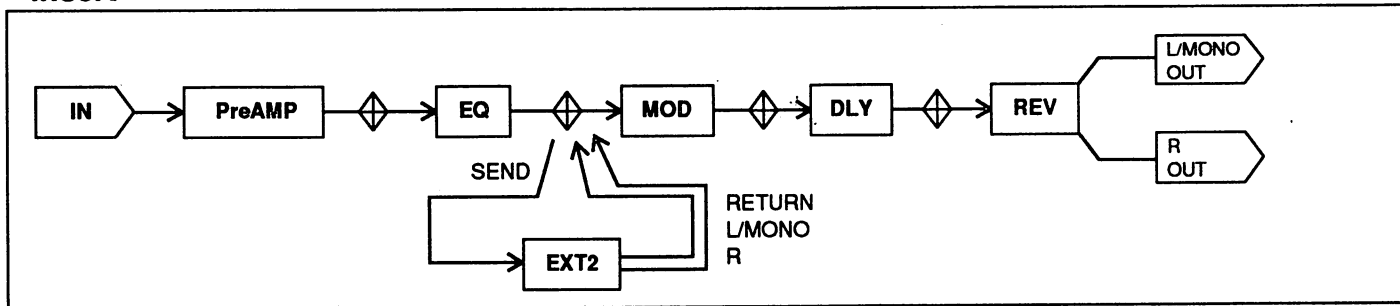 IN
PreAMP
EQ
MOD
DLY
REV
L/MONO
OUT
R
OUT
SEND
EXT2
RETURN
L/MONO
R